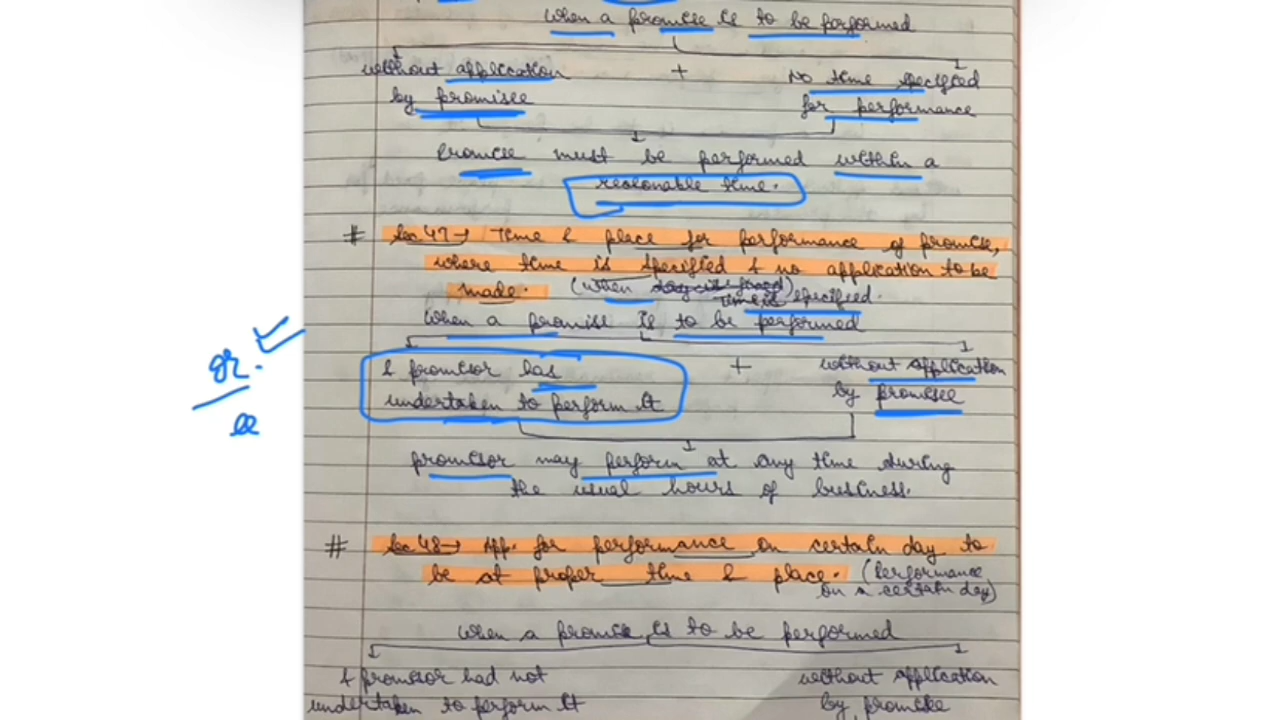 when a promise is to be performed
without application + No time specified
by promisee for performance
Promise must be performed within a
reasonable time.
# Sec 47 → Time & place for performance of promise,
where time is specified & no application to be
made. (when day is fixed)
time is specified.
when a promise is to be performed
& promisor has + without application
undertaken to perform it by promisee
or.
ee
promisor may perform at any time during
the usual hours of business.
# Sec 48 → App. for performance on certain day to
be at proper time & place. (Performance
on a certain day)
when a promise is to be performed
& promisor had not without application
undertaken to perform it by promisee